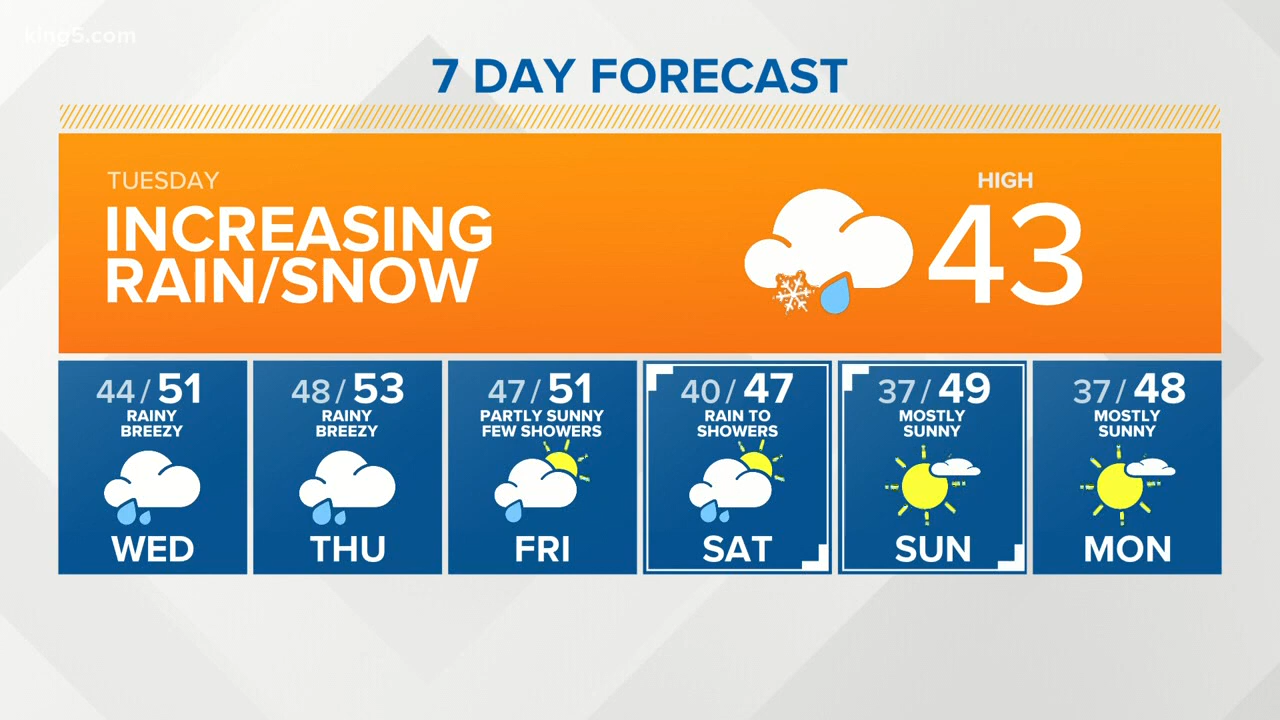 king5.com
7 DAY FORECAST
TUESDAY
INCREASING
RAIN/SNOW
HIGH
43
44 / 51
RAINY
BREEZY
WED
48 / 53
RAINY
BREEZY
THU
47 / 51
PARTLY SUNNY
FEW SHOWERS
FRI
40 / 47
RAIN TO
SHOWERS
SAT
37 / 49
MOSTLY
SUNNY
SUN
37 / 48
MOSTLY
SUNNY
MON